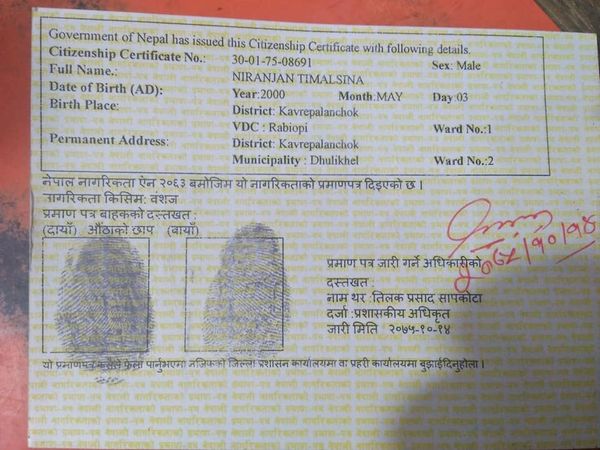 Government of Nepal has issued this Citizenship Certificate with following details.
Citizenship Certificate No.: 30-01-75-08691 Sex: Male
Full Name.: NIRANJAN TIMALSINA
Date of Birth (AD): Year:2000 Month:MAY Day:03
Birth Place: District: Kavrepalanchok
VDC : Rabiopi Ward No.:1
Permanent Address: District: Kavrepalanchok
Municipality : Dhulikhel Ward No.:2
नेपाल नागरिकता ऐन २०६३ बमोजिम यो नागरिकताको प्रमाणपत्र दिइएको छ ।
नागरिकता किसिम: वंशज
प्रमाण पत्र बाहकको दस्तखत :
(दायाँ) औंठाको छाप (बायाँ)
प्रमाण पत्र जारी गर्ने अधिकारीको
दस्तखत :
नाम थर : तिलक प्रसाद सापकोटा
दर्जा : प्रशासकीय अधिकृत
जारी मिति २०७५-१०-१४
यो प्रमाणपत्र कसैले फेला पार्नुभएमा नजिकको जिल्ला प्रशासन कार्यालयमा वा प्रहरी कार्यालयमा बुझाईदिनुहोला ।